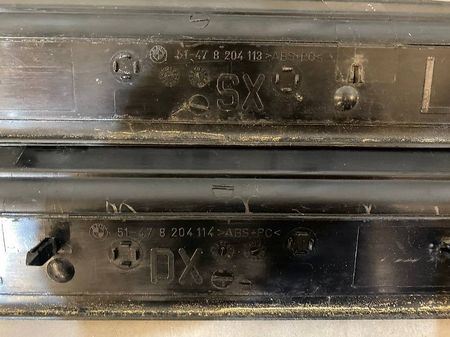 51-47 8 204 113 >ABS+PC<
SX
51-47 8 204 114 >ABS+PC<
DX